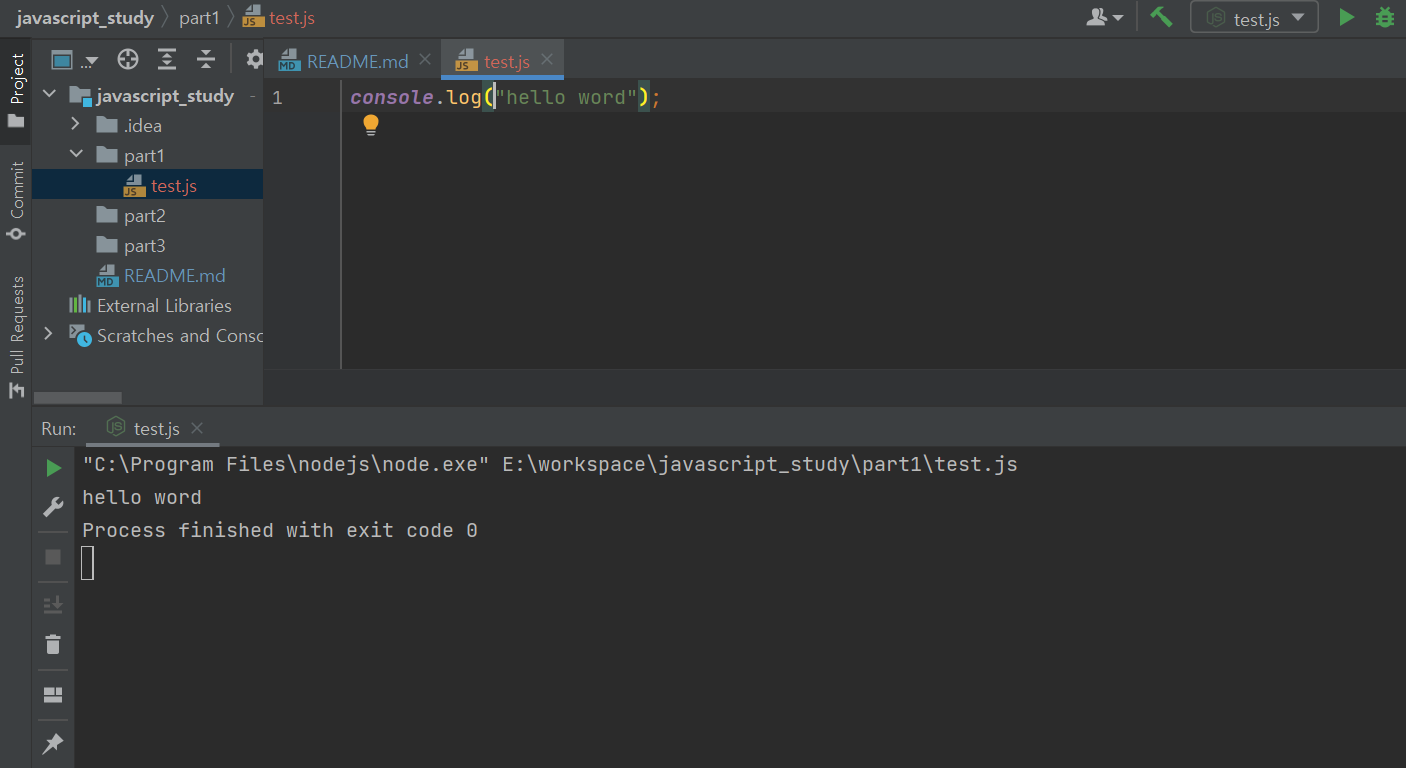 javascript_study part1 test.js
test.js
Project
Commit
Pull Requests
...
javascript_study
.idea
part1
test.js
part2
part3
README.md
External Libraries
Scratches and Consc
README.md test.js
1 console.log("hello word");
Run: test.js
"C:\Program Files\nodejs\node.exe" E:\workspace\javascript_study\part1\test.js
hello word
Process finished with exit code 0